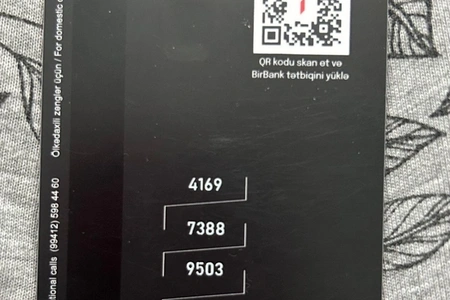 calls (99412) 598 44 60 Ölkədaxili zənglər üçün / For domestic
QR kodu skan et və
BirBank tətbiqini yüklə
4169
7388
9503